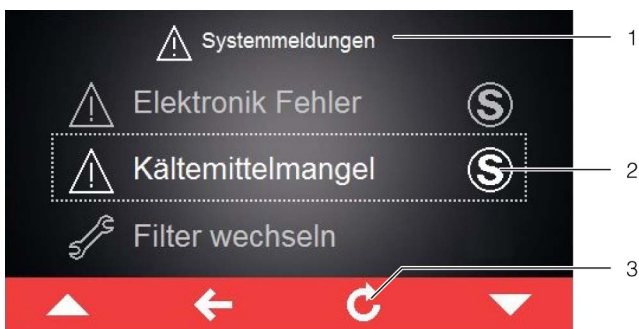 Systemmeldungen
1
Elektronik Fehler S
Kältemittelmangel S
2
Filter wechseln
3